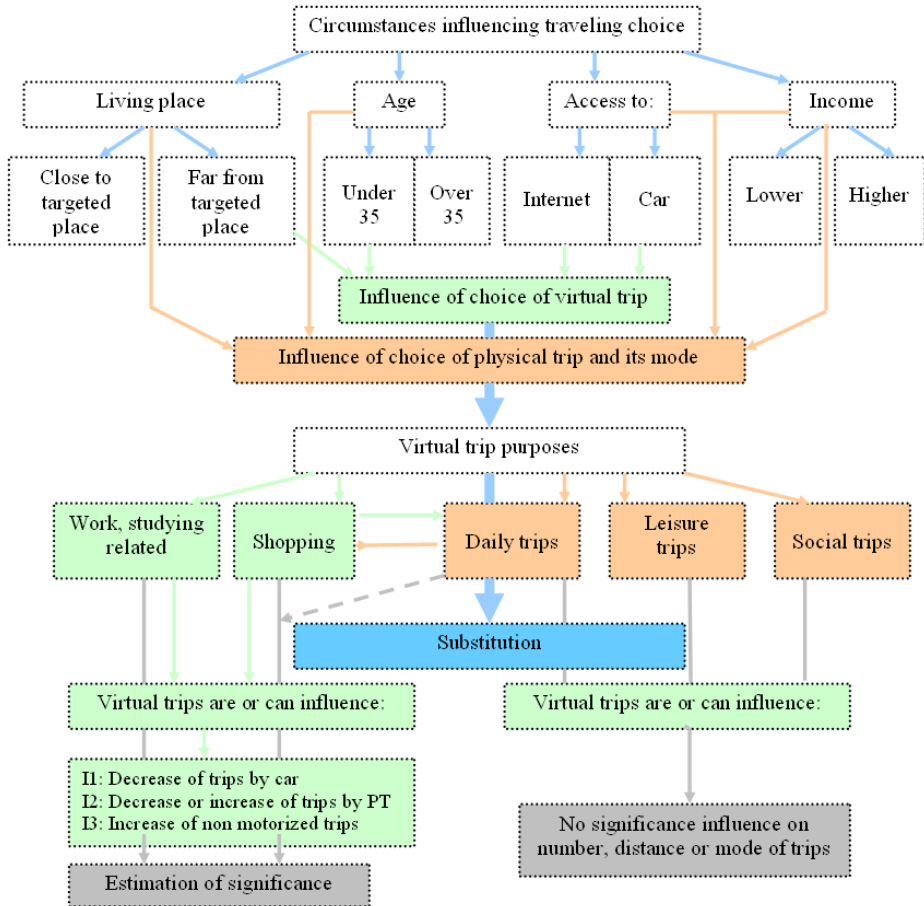 Circumstances influencing traveling choice
Living place
Age
Access to:
Income
Close to
targeted
place
Far from
targeted
place
Under
35
Over
35
Internet
Car
Lower
Higher
Influence of choice of virtual trip
Influence of choice of physical trip and its mode
Virtual trip purposes
Work, studying
related
Shopping
Daily trips
Leisure
trips
Social trips
Substitution
Virtual trips are or can influence:
Virtual trips are or can influence:
I1: Decrease of trips by car
I2: Decrease or increase of trips by PT
I3: Increase of non motorized trips
No significance influence on
number, distance or mode of trips
Estimation of significance